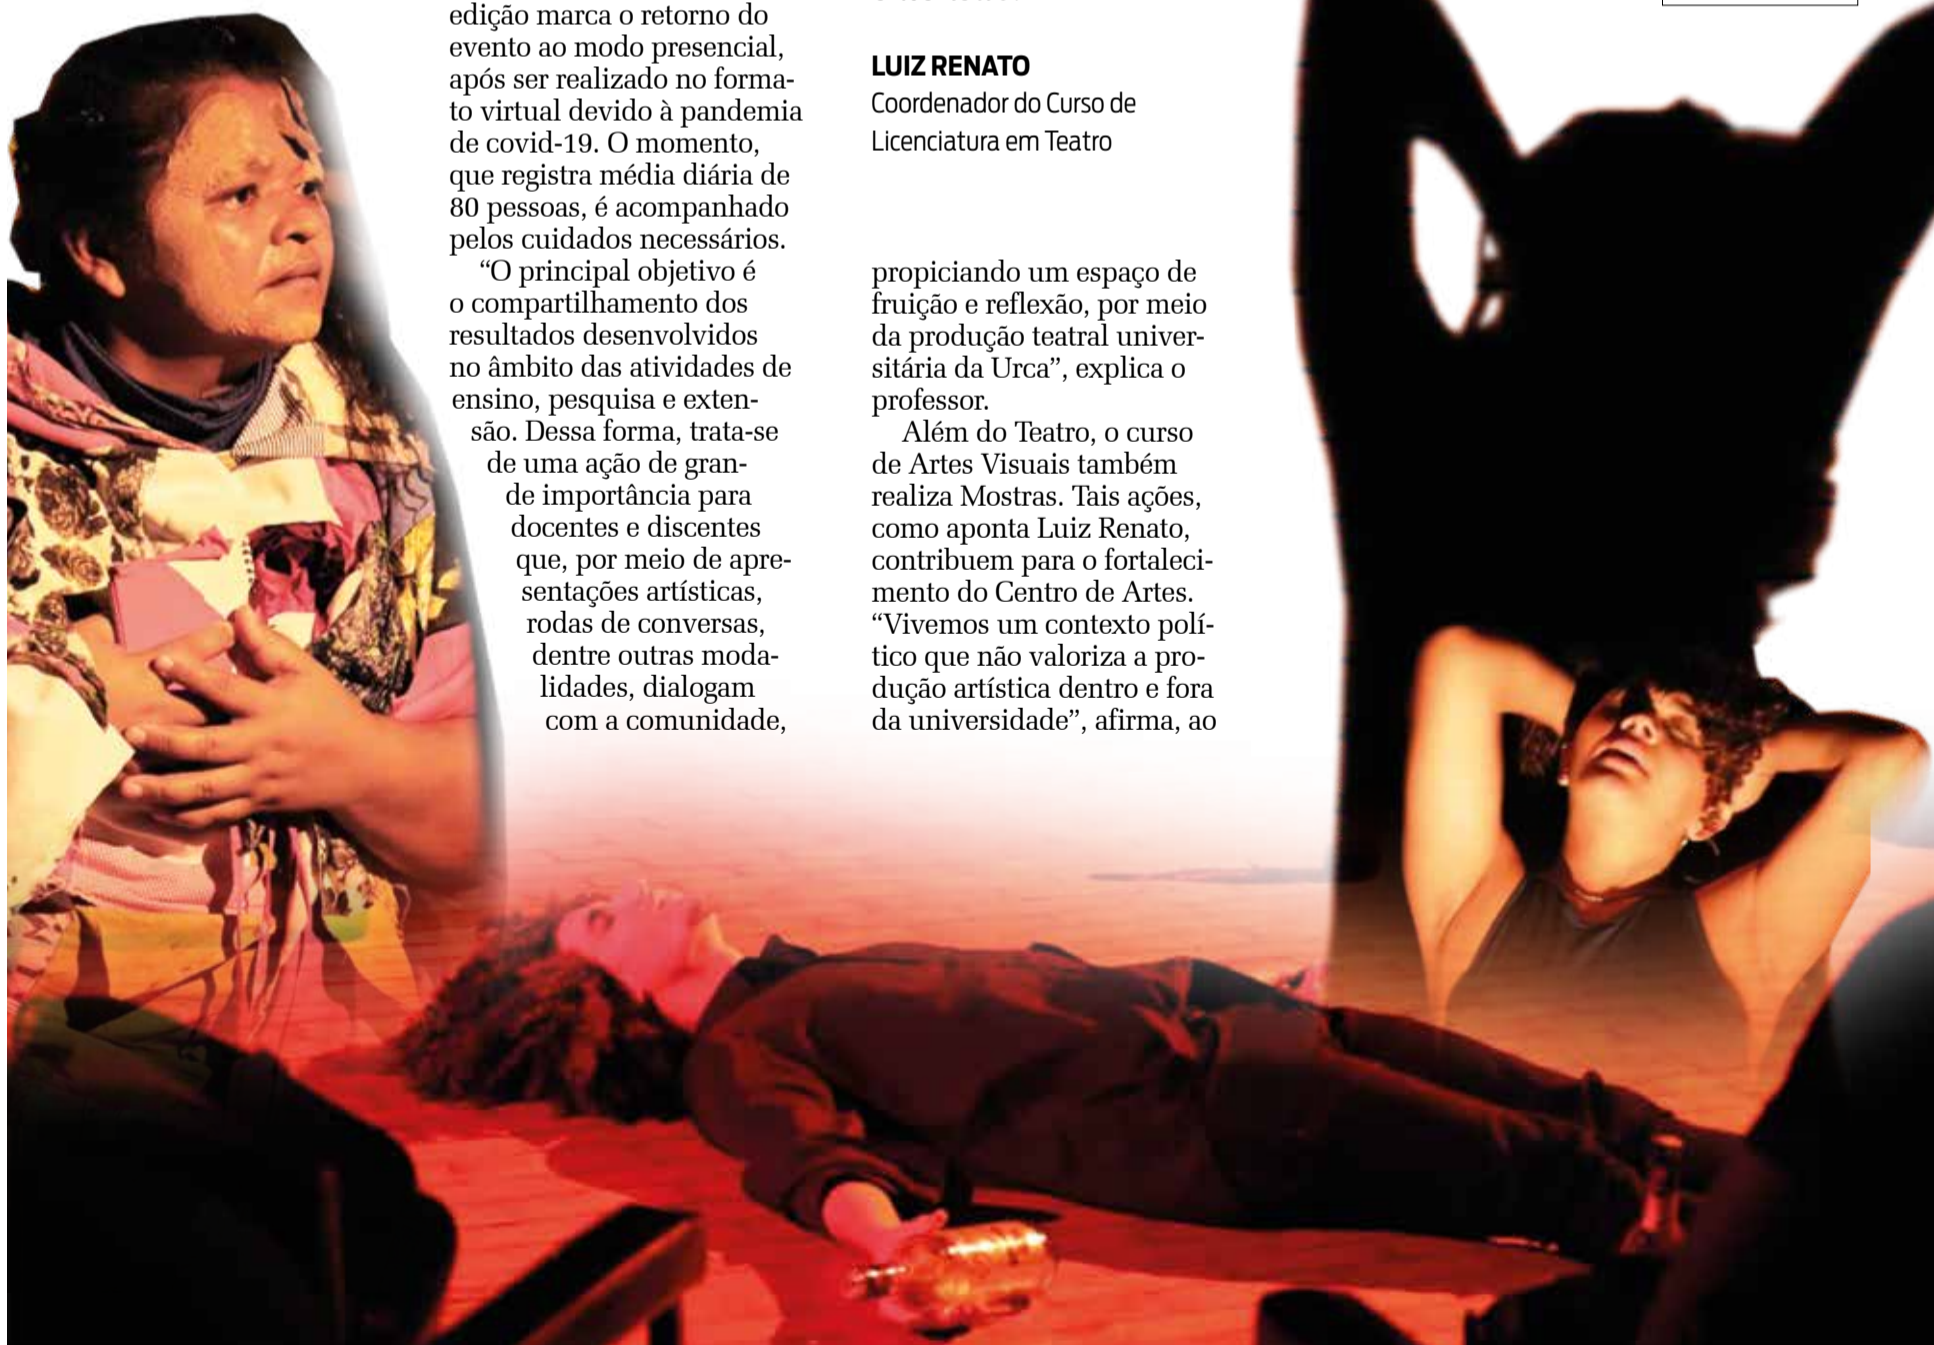 edição marca o retorno do
evento ao modo presencial,
após ser realizado no forma-
to virtual devido à pandemia
de covid-19. O momento,
que registra média diária de
80 pessoas, é acompanhado
pelos cuidados necessários.
“O principal objetivo é
o compartilhamento dos
resultados desenvolvidos
no âmbito das atividades de
ensino, pesquisa e exten-
são. Dessa forma, trata-se
de uma ação de gran-
de importância para
docentes e discentes
que, por meio de apre-
sentações artísticas,
rodas de conversas,
dentre outras moda-
lidades, dialogam
com a comunidade,
LUIZ RENATO
Coordenador do Curso de
Licenciatura em Teatro
propiciando um espaço de
fruição e reflexão, por meio
da produção teatral univer-
sitária da Urca”, explica o
professor.
Além do Teatro, o curso
de Artes Visuais também
realiza Mostras. Tais ações,
como aponta Luiz Renato,
contribuem para o fortaleci-
mento do Centro de Artes.
“Vivemos um contexto polí-
tico que não valoriza a pro-
dução artística dentro e fora
da universidade”, afirma, ao